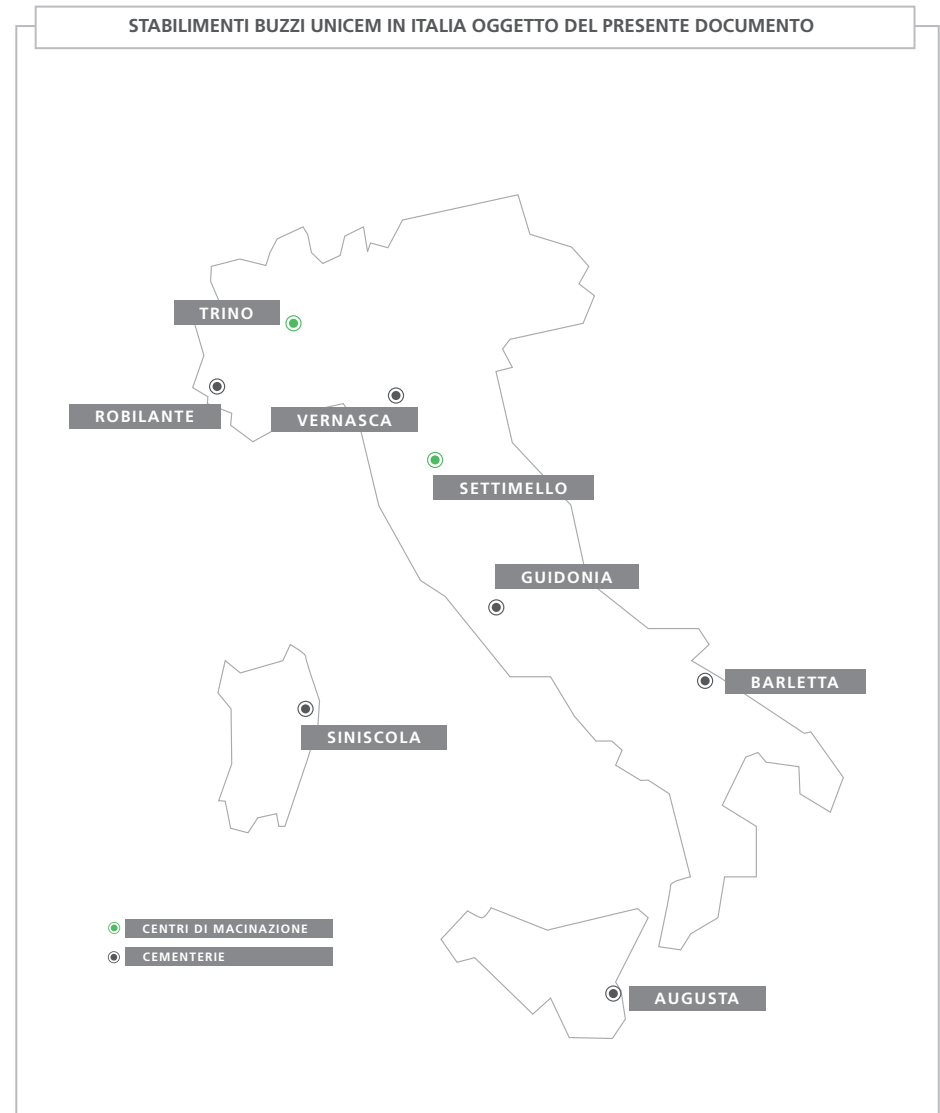 STABILIMENTI BUZZI UNICEM IN ITALIA OGGETTO DEL PRESENTE DOCUMENTO
TRINO
ROBILANTE
VERNASCA
SETTIMELLO
GUIDONIA
BARLETTA
SINISCOLA
CENTRI DI MACINAZIONE
CEMENTERIE
AUGUSTA